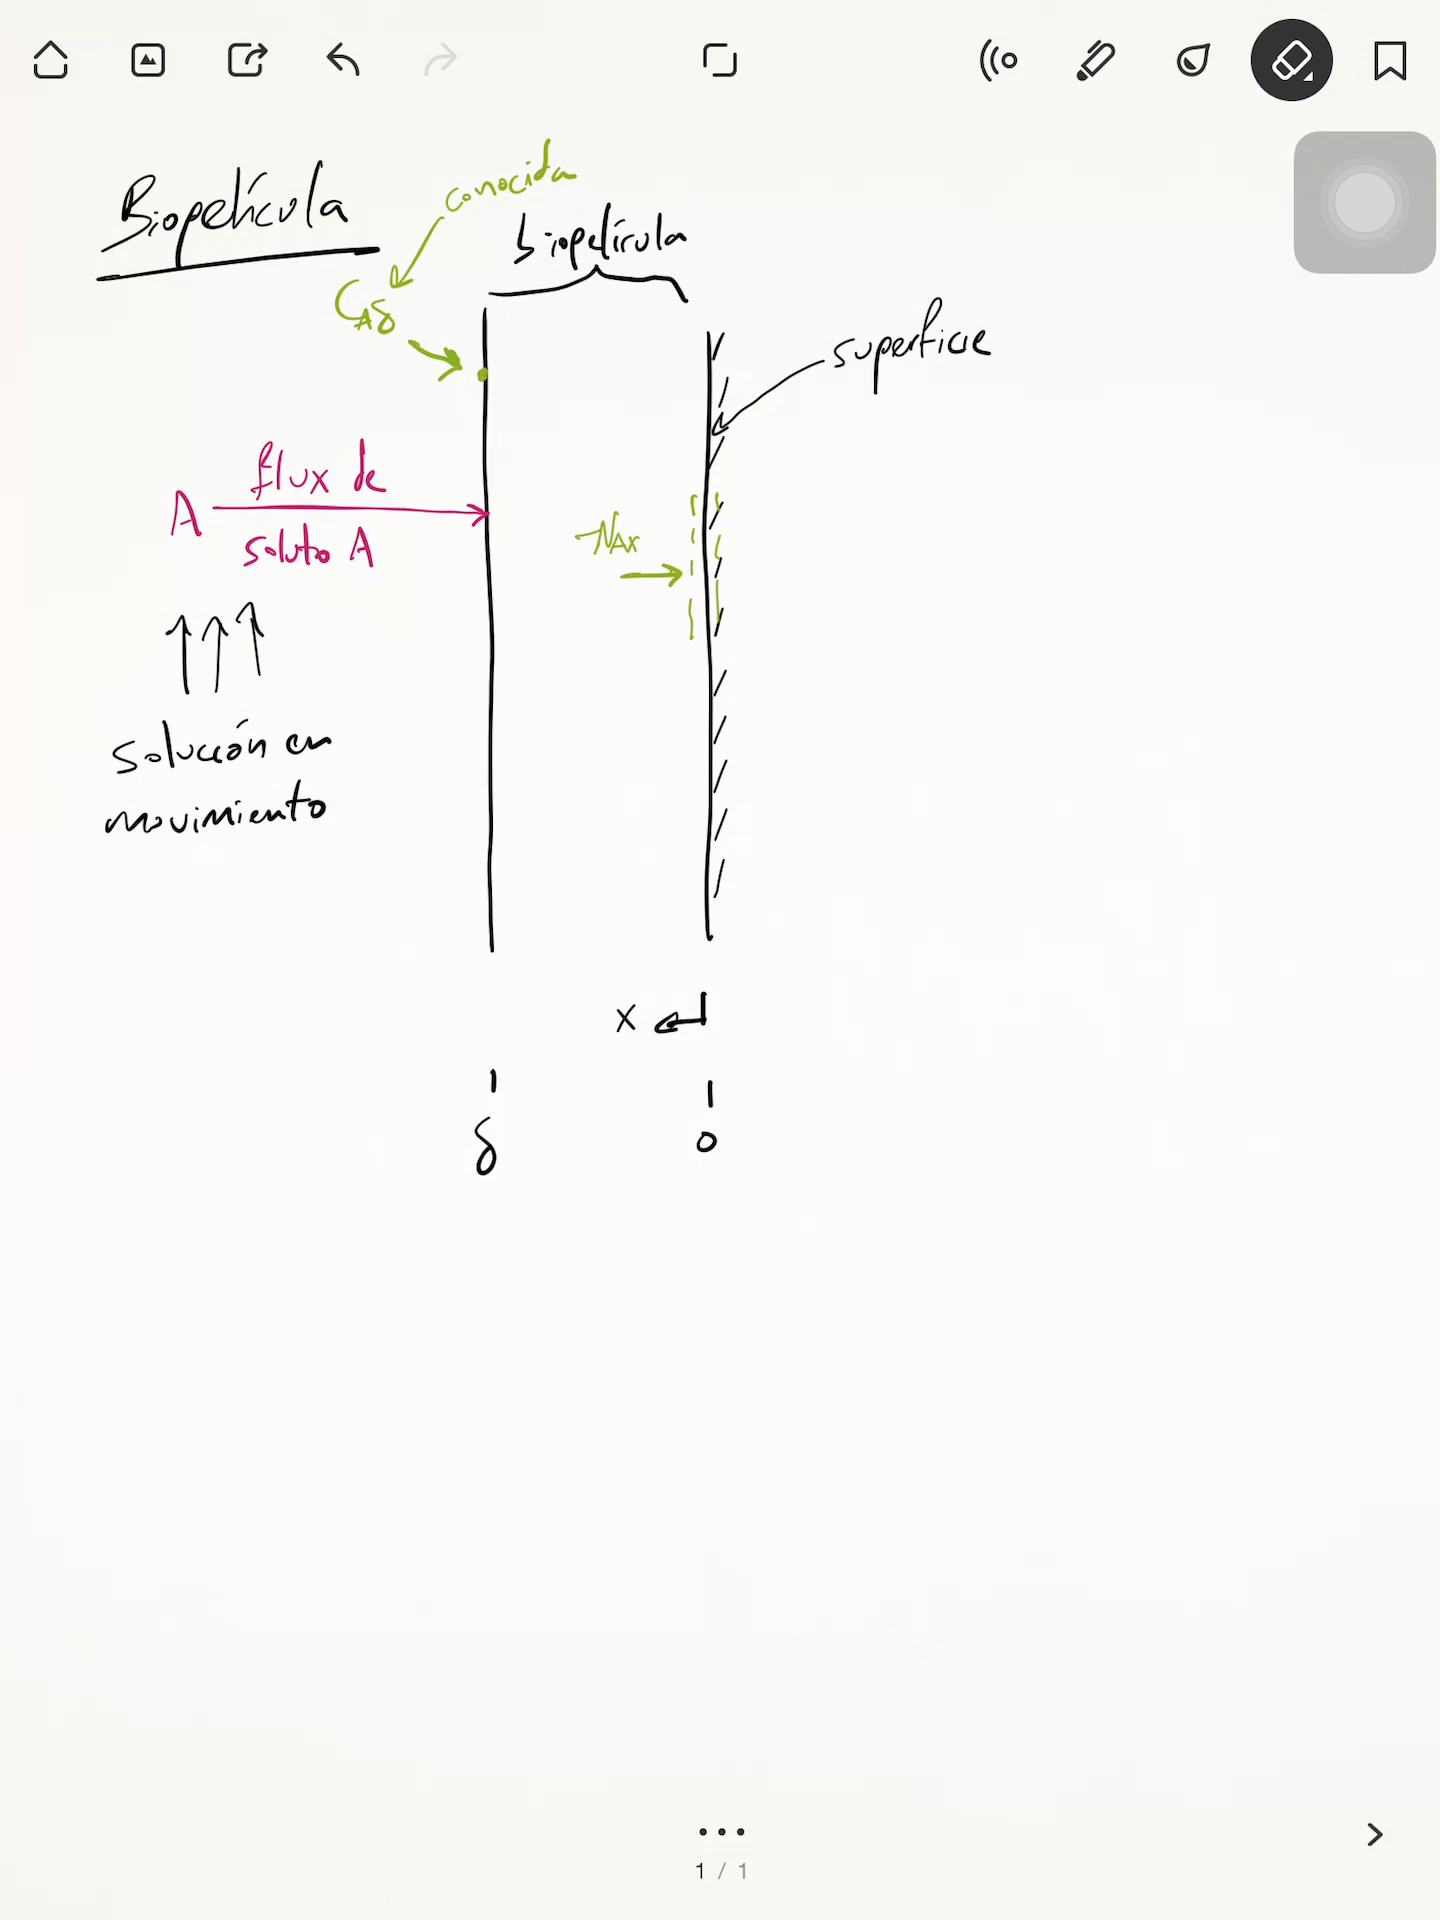 Biopelícula
conocida
biopelícula
CAδ
superficie
A flux de
soluto A
-NAx
solución en
movimiento
x
δ 0
1 / 1